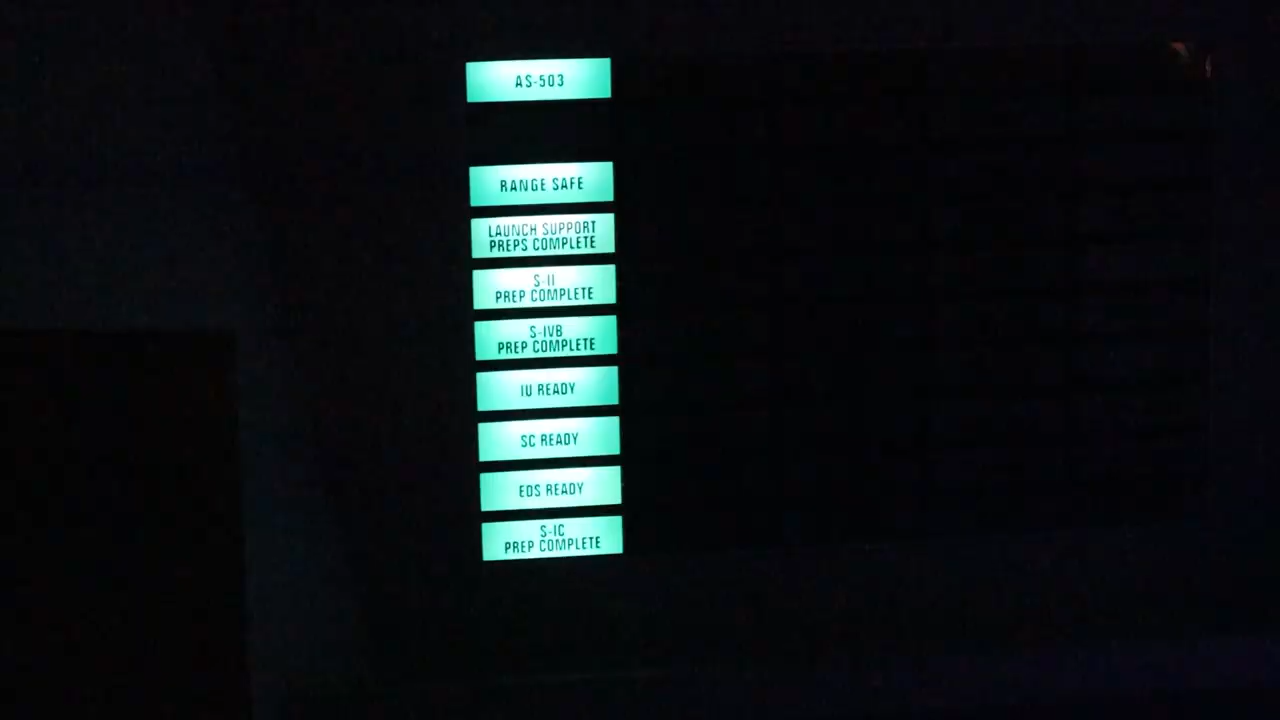 AS-503
RANGE SAFE
LAUNCH SUPPORT
PREPS COMPLETE
S-II
PREP COMPLETE
S-IVB
PREP COMPLETE
IU READY
SC READY
EDS READY
S-IC
PREP COMPLETE